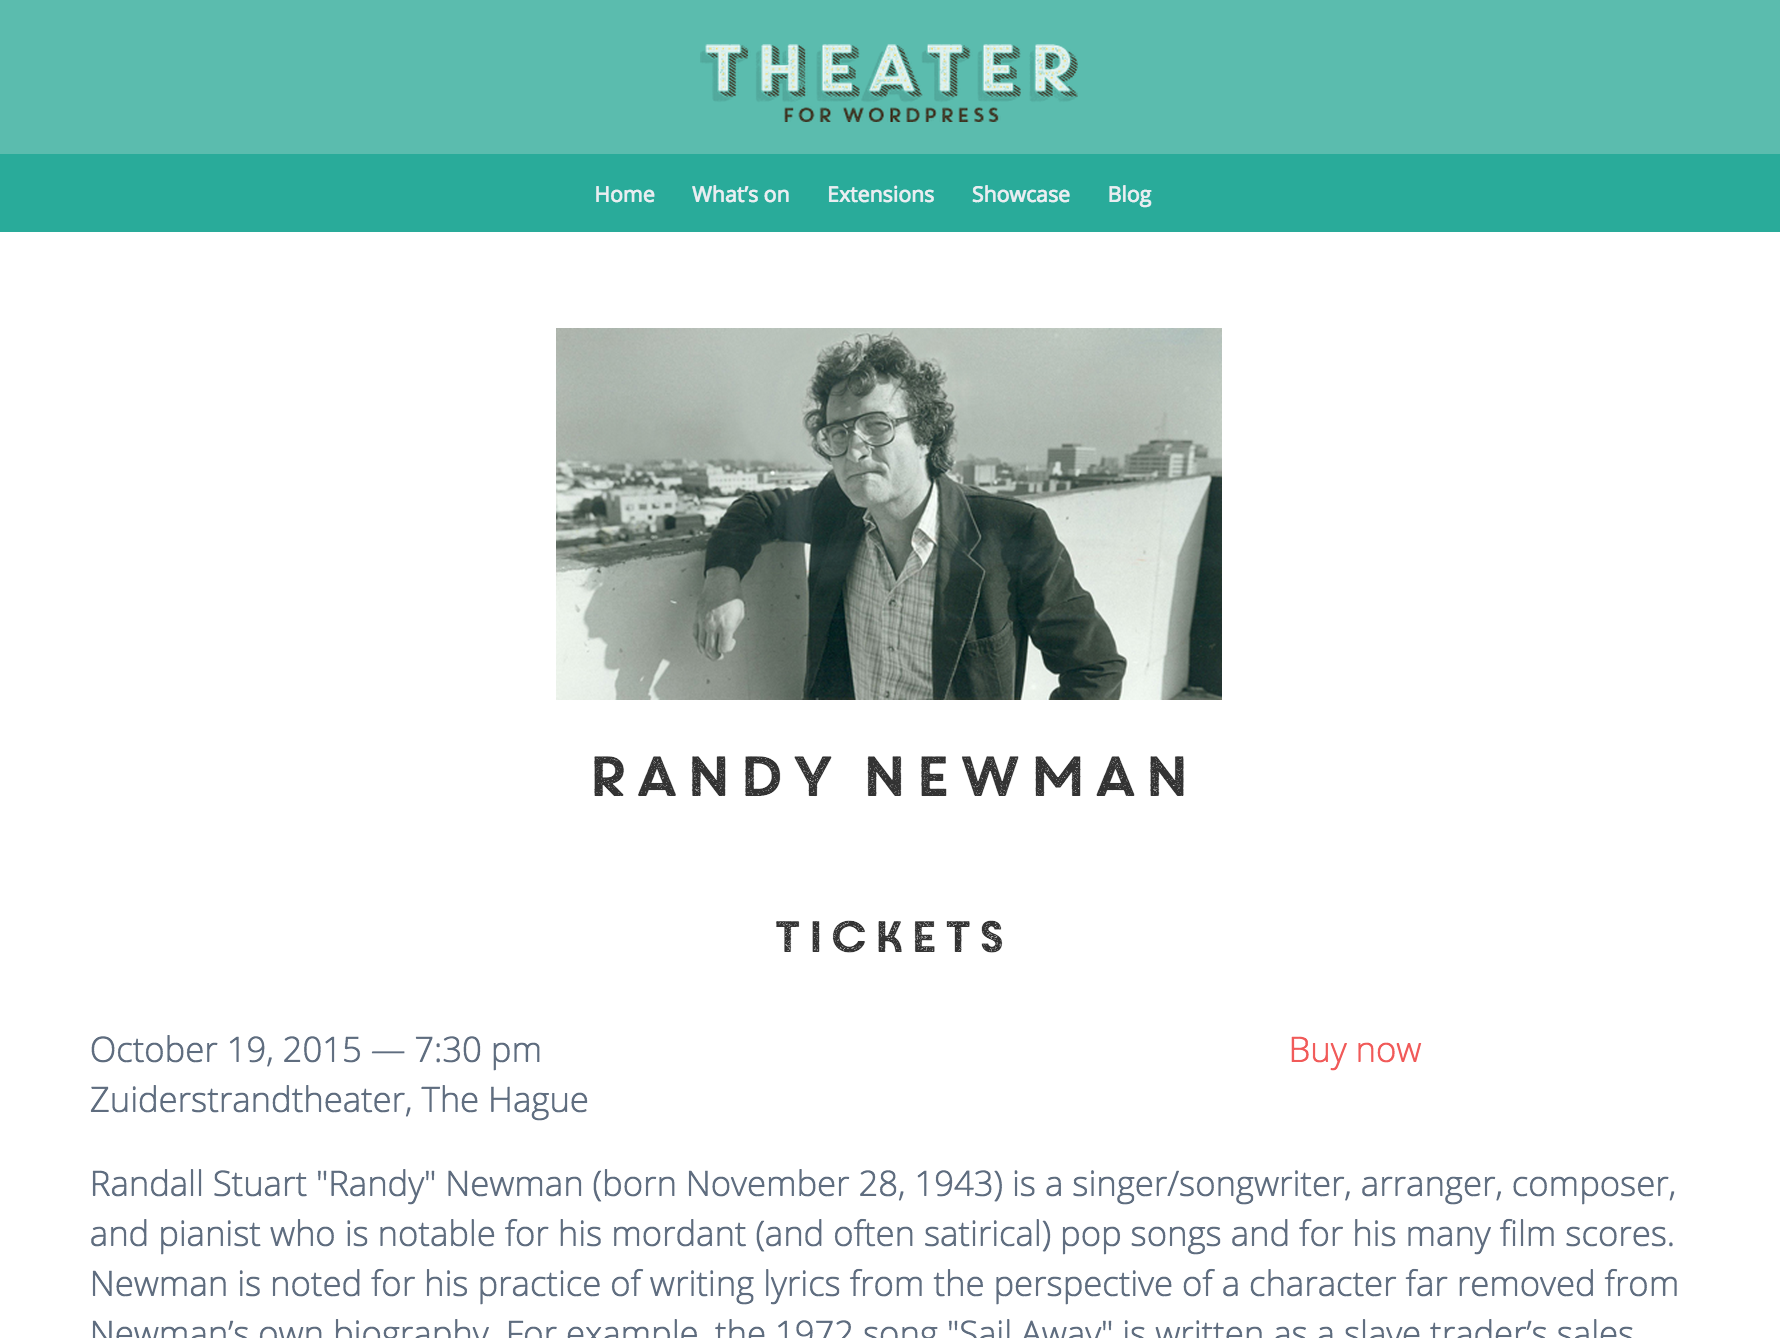 THEATER
FOR WORDPRESS
Home What’s on Extensions Showcase Blog
RANDY NEWMAN
TICKETS
October 19, 2015 — 7:30 pm Buy now
Zuiderstrandtheater, The Hague
Randall Stuart "Randy" Newman (born November 28, 1943) is a singer/songwriter, arranger, composer,
and pianist who is notable for his mordant (and often satirical) pop songs and for his many film scores.
Newman is noted for his practice of writing lyrics from the perspective of a character far removed from
Newman’s own biography. For example, the 1972 song "Sail Away" is written as a slave trader’s sales